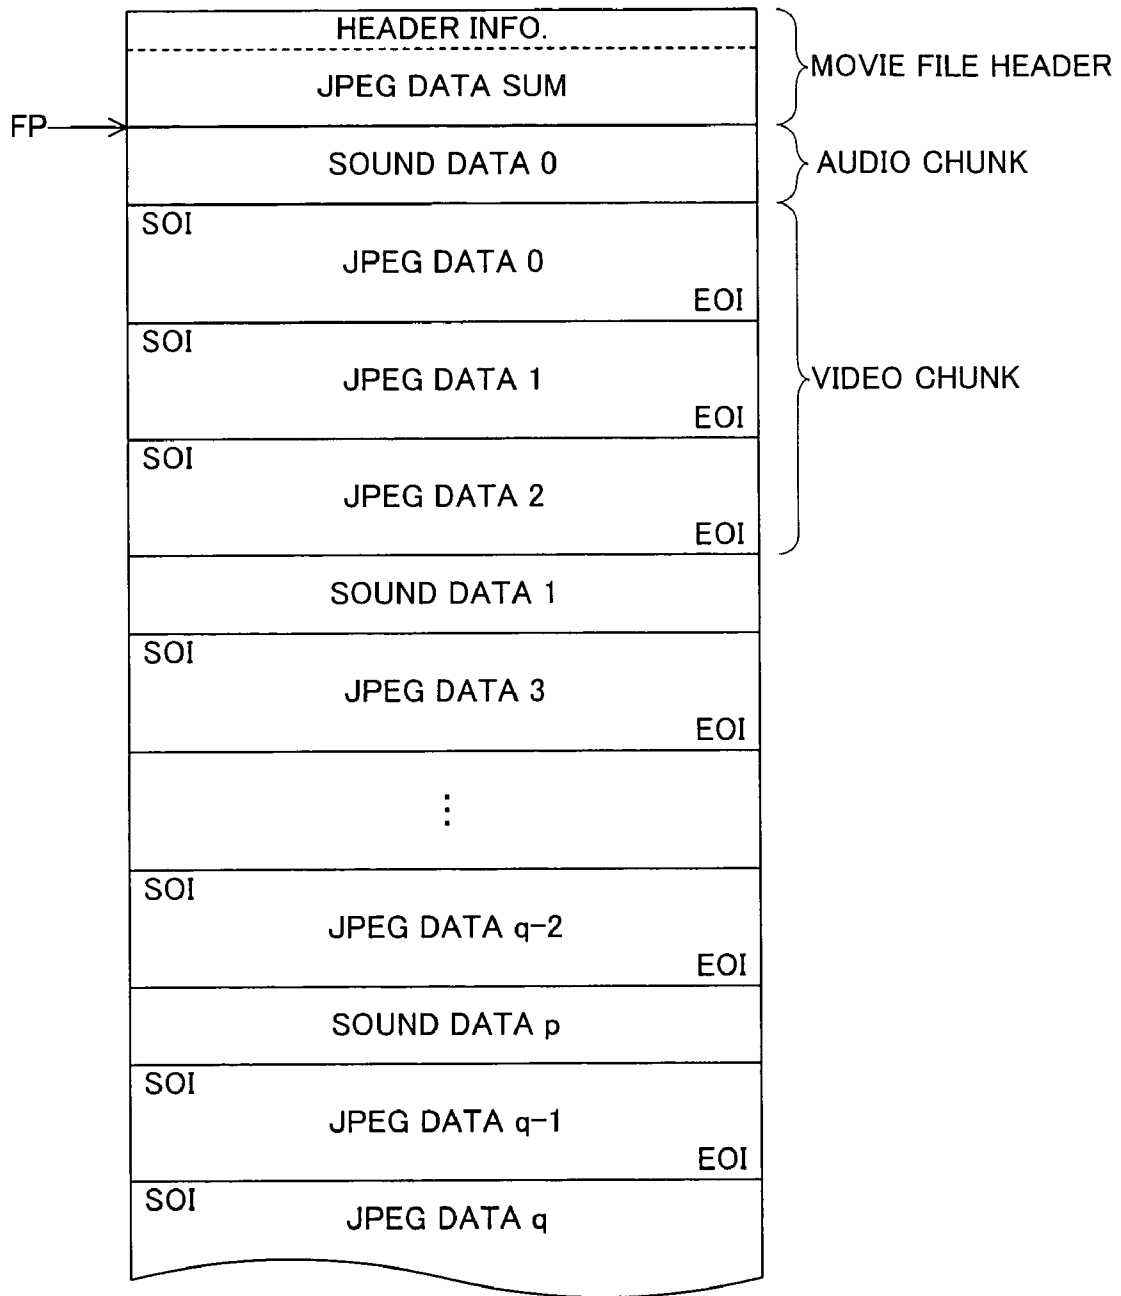 HEADER INFO.
JPEG DATA SUM
MOVIE FILE HEADER
FP
SOUND DATA 0
AUDIO CHUNK
SOI
JPEG DATA 0
EOI
SOI
JPEG DATA 1
VIDEO CHUNK
EOI
SOI
JPEG DATA 2
EOI
SOUND DATA 1
SOI
JPEG DATA 3
EOI
⋮
SOI
JPEG DATA q-2
EOI
SOUND DATA p
SOI
JPEG DATA q-1
EOI
SOI
JPEG DATA q